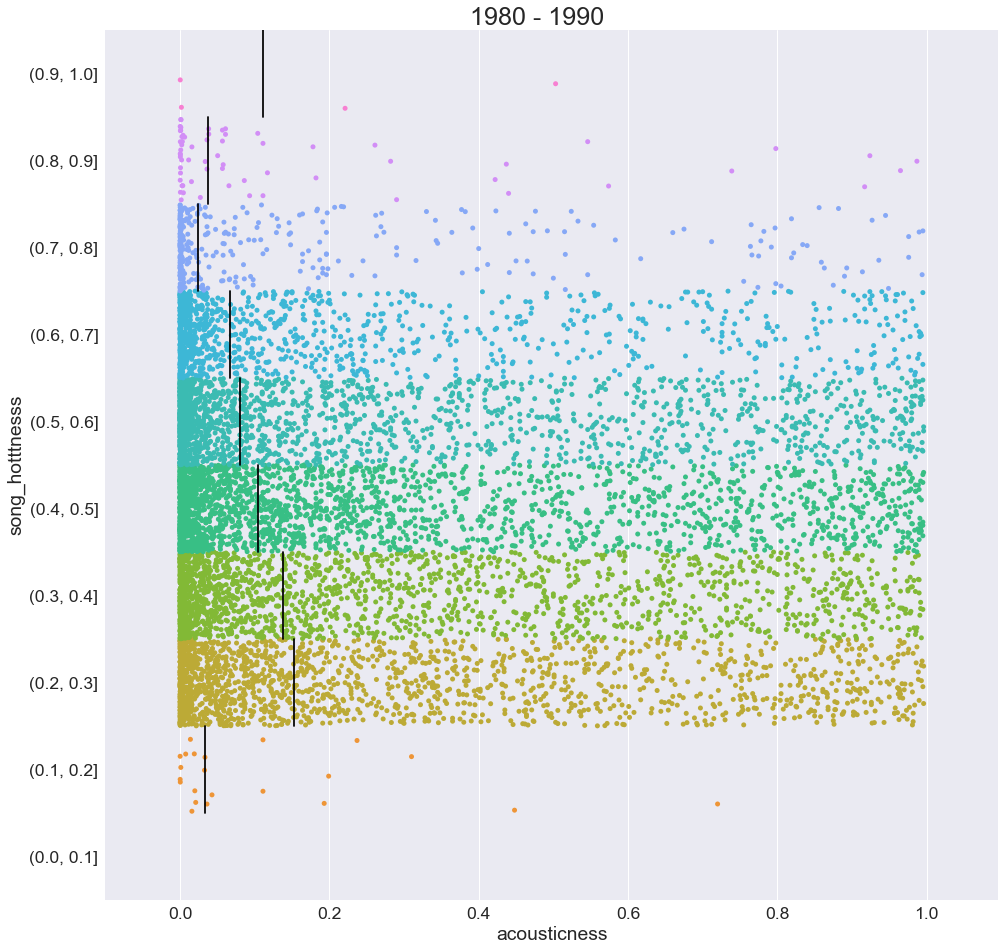 1980 - 1990
song_hotttnesss
(0.9, 1.0]
(0.8, 0.9]
(0.7, 0.8]
(0.6, 0.7]
(0.5, 0.6]
(0.4, 0.5]
(0.3, 0.4]
(0.2, 0.3]
(0.1, 0.2]
(0.0, 0.1]
0.0 0.2 0.4 0.6 0.8 1.0
acousticness